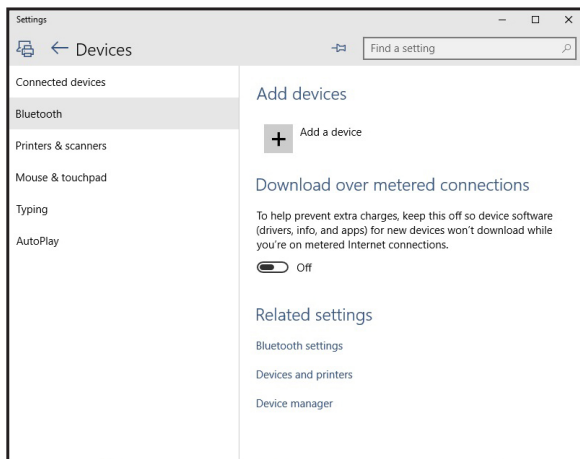 Settings
Devices
Find a setting
Connected devices
Bluetooth
Printers & scanners
Mouse & touchpad
Typing
AutoPlay
Add devices
Add a device
Download over metered connections
To help prevent extra charges, keep this off so device software
(drivers, info, and apps) for new devices won't download while
you're on metered Internet connections.
Off
Related settings
Bluetooth settings
Devices and printers
Device manager